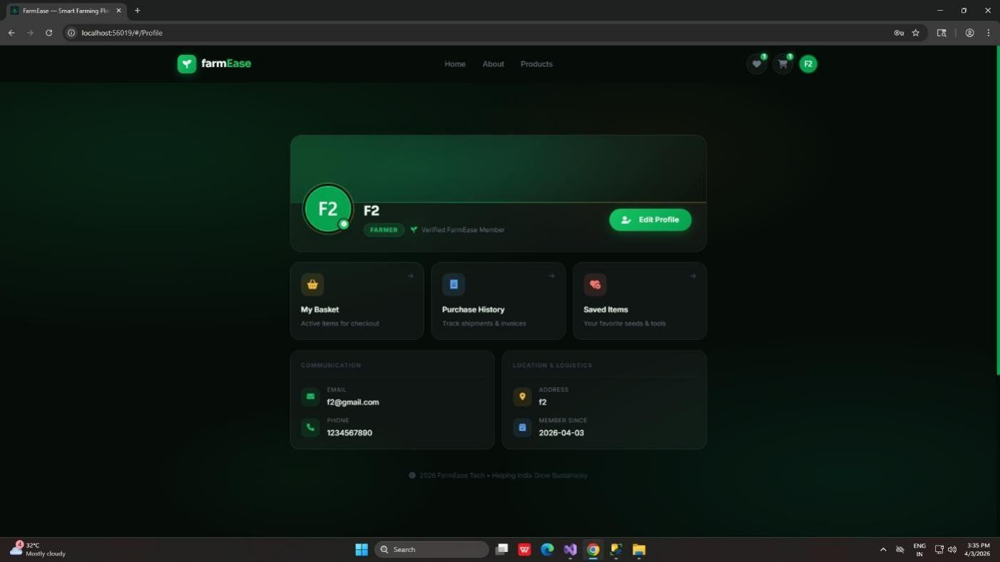 FarmEase — Smart Farming Pla
localhost:56019/#/Profile
farmEase
Home About Products
1 1 F2
F2
F2
FARMER Verified FarmEase Member
Edit Profile
My Basket
Active items for checkout
Purchase History
Track shipments & invoices
Saved Items
Your favorite seeds & tools
COMMUNICATION
EMAIL
f2@gmail.com
PHONE
1234567890
LOCATION & LOGISTICS
ADDRESS
f2
MEMBER SINCE
2026-04-03
2026 FarmEase Tech • Helping India Grow Sustainably
4
32°C
Mostly cloudy
Search
ENG
IN
3:35 PM
4/3/2026